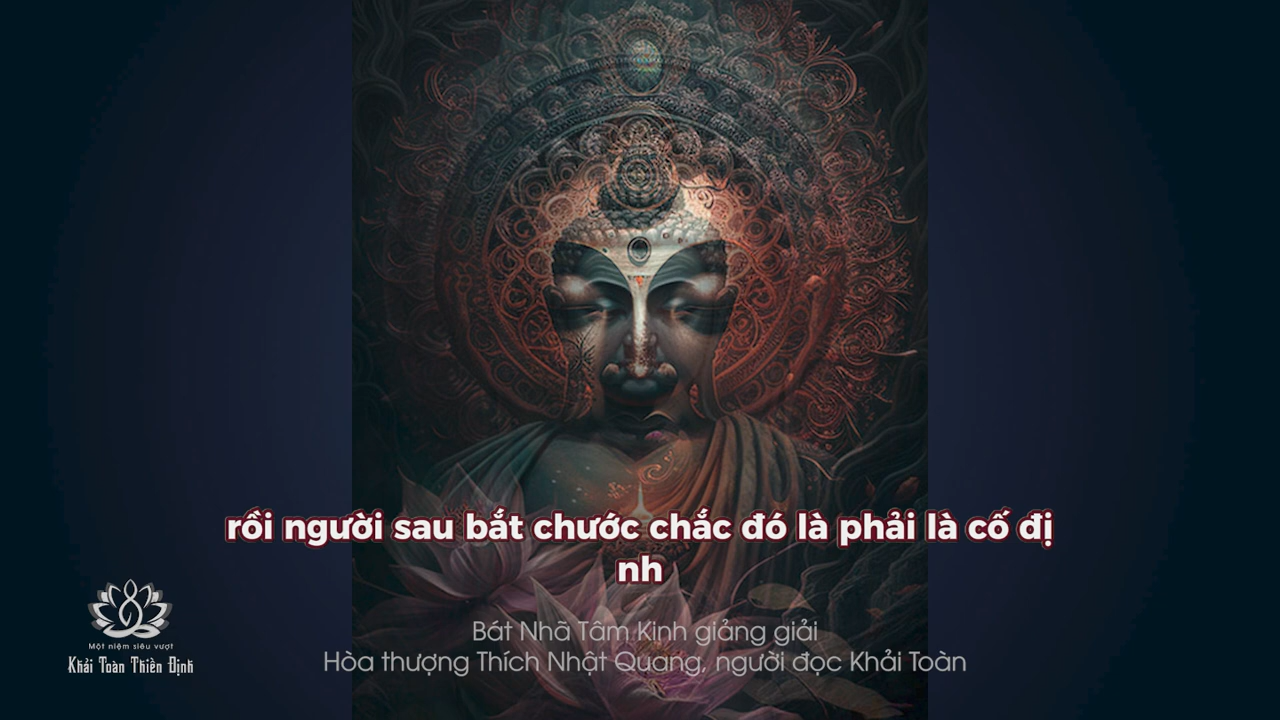 rồi người sau bắt chước chắc đó là phải là cố đị
nh
Bát Nhã Tâm Kinh giảng giải
Hòa thượng Thích Nhật Quang, người đọc Khải Toàn
Một niệm siêu vượt
Khải Toàn Thiền Định